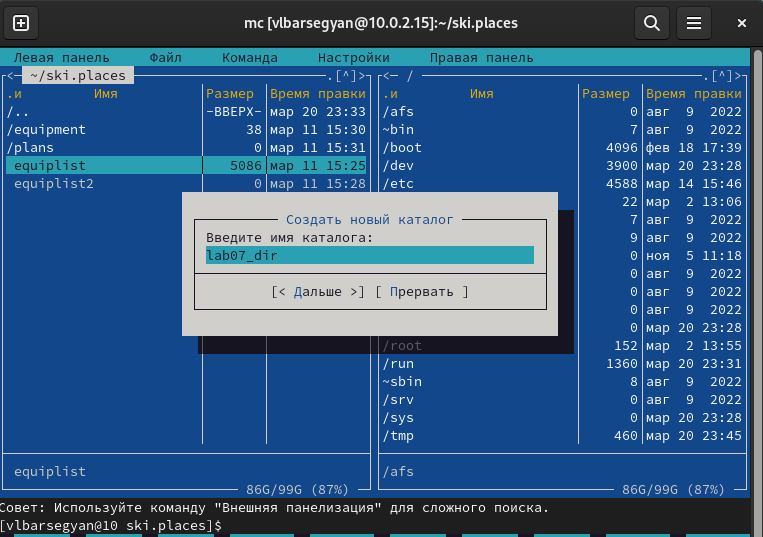 mc [vlbarsegyan@10.0.2.15]:~/ski.places
Левая панель Файл Команда Настройки Правая панель
<— ~/ski.places .[^]> <— / .[^]>
.и Имя Размер Время правки .и Имя Размер Время правки
/.. -ВВЕРХ- мар 20 23:33 /afs 0 авг 9 2022
/equipment 38 мар 11 15:30 ~bin 7 авг 9 2022
/plans 0 мар 11 15:31 /boot 4096 фев 18 17:39
equiplist 5086 мар 11 15:25 /dev 3900 мар 20 23:28
equiplist2 0 мар 11 15:28 /etc 4588 мар 14 15:46
22 мар 2 13:06
Создать новый каталог 7 авг 9 2022
Введите имя каталога: 9 авг 9 2022
lab07_dir 0 ноя 5 11:18
0 авг 9 2022
[< Дальше >] [ Прервать ] 0 авг 9 2022
0 авг 9 2022
0 мар 20 23:28
/root 152 мар 2 13:55
/run 1360 мар 20 23:31
~sbin 8 авг 9 2022
/srv 0 авг 9 2022
/sys 0 мар 20 23:28
/tmp 460 мар 20 23:45
equiplist /afs
86G/99G (87%) 86G/99G (87%)
Совет: Используйте команду "Внешняя панелизация" для сложного поиска.
[vlbarsegyan@10 ski.places]$